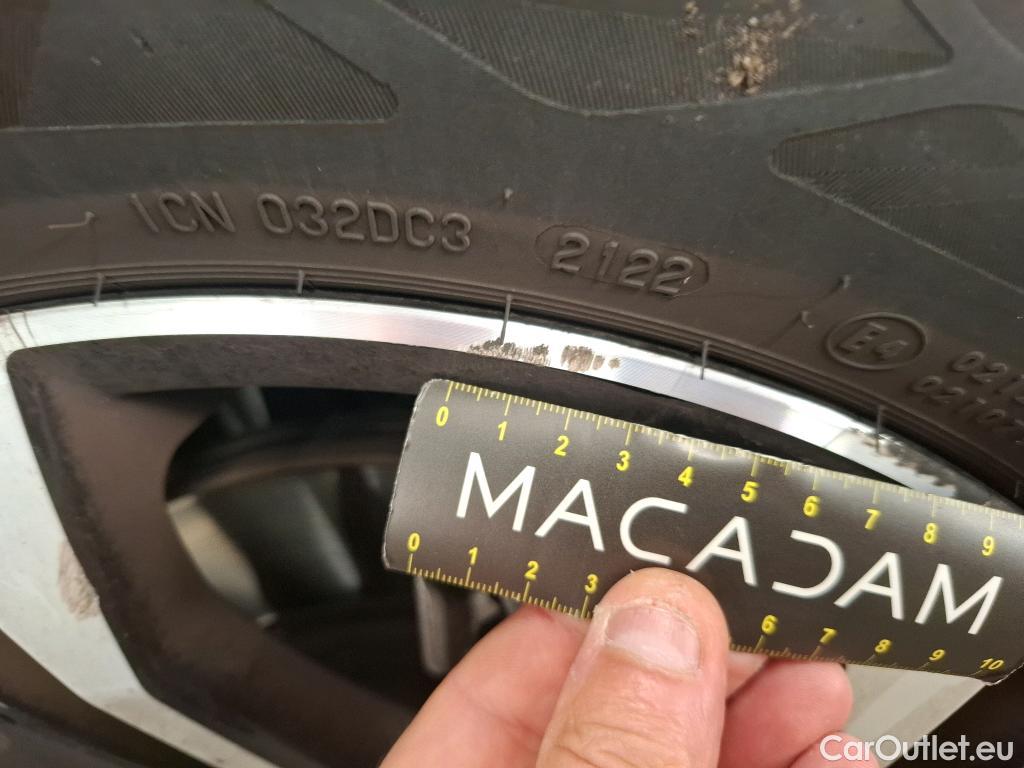 1CN 032DC3 2122
E4
0 1 2 3 4 5 6 7 8 9
MACADAM
0 1 2 3 6 7 8 9 10
CarOutlet.eu